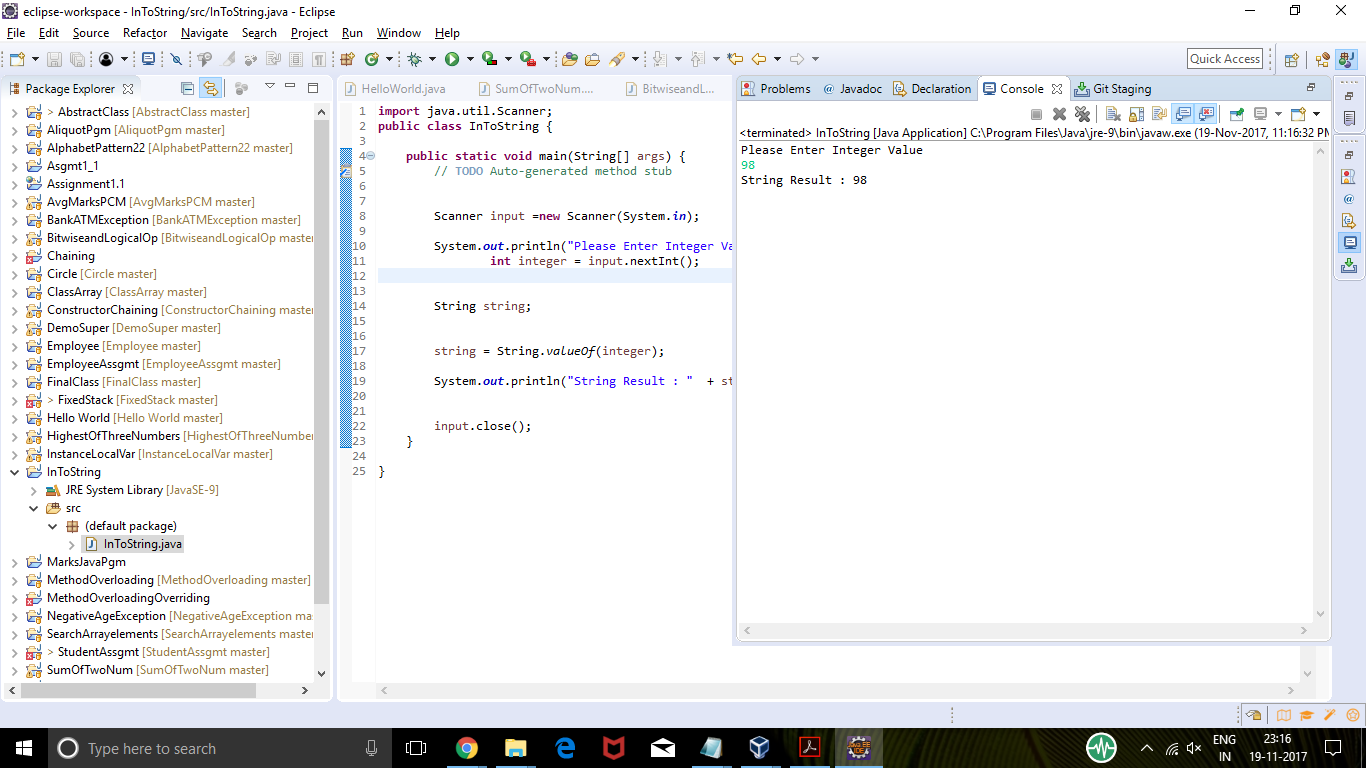 eclipse-workspace - InToString/src/InToString.java - Eclipse
File Edit Source Refactor Navigate Search Project Run Window Help
Quick Access
Package Explorer
> AbstractClass [AbstractClass master]
AliquotPgm [AliquotPgm master]
AlphabetPattern22 [AlphabetPattern22 master]
Asgmt1_1
Assignment1.1
AvgMarksPCM [AvgMarksPCM master]
BankATMException [BankATMException master]
BitwiseandLogicalOp [BitwiseandLogicalOp maste
Chaining
Circle [Circle master]
ClassArray [ClassArray master]
ConstructorChaining [ConstructorChaining maste
DemoSuper [DemoSuper master]
Employee [Employee master]
EmployeeAssgmt [EmployeeAssgmt master]
FinalClass [FinalClass master]
> FixedStack [FixedStack master]
Hello World [Hello World master]
HighestOfThreeNumbers [HighestOfThreeNumbe
InstanceLocalVar [InstanceLocalVar master]
InToString
JRE System Library [JavaSE-9]
src
(default package)
InToString.java
MarksJavaPgm
MethodOverloading [MethodOverloading master]
MethodOverloadingOverriding
NegativeAgeException [NegativeAgeException ma
SearchArrayelements [SearchArrayelements maste
> StudentAssgmt [StudentAssgmt master]
SumOfTwoNum [SumOfTwoNum master]
HelloWorld.java SumOfTwoNum.... BitwiseandL...
1 import java.util.Scanner;
2 public class InToString {
3
4 public static void main(String[] args) {
5 // TODO Auto-generated method stub
6
7
8 Scanner input =new Scanner(System.in);
9
10 System.out.println("Please Enter Integer Va
11 int integer = input.nextInt();
12
13
14 String string;
15
16
17 string = String.valueOf(integer);
18
19 System.out.println("String Result : " + st
20
21
22 input.close();
23 }
24
25 }
Problems @ Javadoc Declaration Console Git Staging
<terminated> InToString [Java Application] C:\Program Files\Java\jre-9\bin\javaw.exe (19-Nov-2017, 11:16:32 PM
Please Enter Integer Value
98
String Result : 98
Type here to search
ENG
IN
23:16
19-11-2017